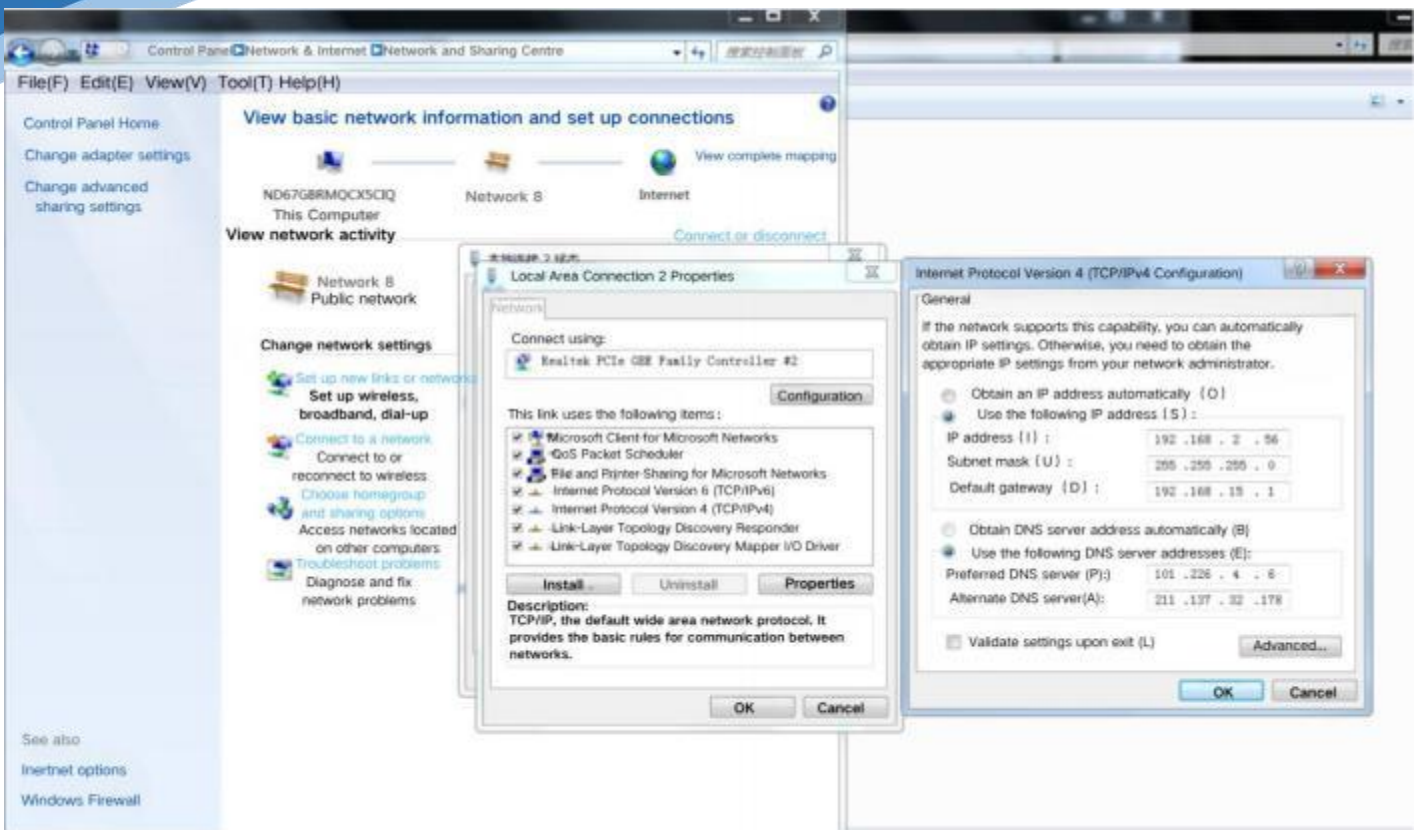 Control Panel Network & Internet Network and Sharing Centre
File(F) Edit(E) View(V) Tool(T) Help(H)
Control Panel Home
Change adapter settings
Change advanced
sharing settings
See also
Inertnet options
Windows Firewall
View basic network information and set up connections
View complete mapping
ND67GBRMQCX5CIQ
This Computer
Network 8
Internet
View network activity
Connect or disconnect
Network 8
Public network
Change network settings
Set up new links or networks
Set up wireless,
broadband, dial-up
Connect to a network
Connect to or
reconnect to wireless
Choose homegroup
and sharing options
Access networks located
on other computers
Troubleshoot problems
Diagnose and fix
network problems
Local Area Connection 2 Properties
Network
Connect using:
Realtek PCIe GBE Family Controller #2
Configuration
This link uses the following items:
Microsoft Client for Microsoft Networks
QoS Packet Scheduler
File and Printer Sharing for Microsoft Networks
Internet Protocol Version 6 (TCP/IPv6)
Internet Protocol Version 4 (TCP/IPv4)
Link-Layer Topology Discovery Responder
Link-Layer Topology Discovery Mapper I/O Driver
Install..
Uninstall
Properties
Description:
TCP/IP, the default wide area network protocol. It
provides the basic rules for communication between
networks.
OK Cancel
Internet Protocol Version 4 (TCP/IPv4 Configuration)
General
If the network supports this capability, you can automatically
obtain IP settings. Otherwise, you need to obtain the
appropriate IP settings from your network administrator.
Obtain an IP address automatically (O)
Use the following IP address (S):
IP address (I) : 192 .168 . 2 .56
Subnet mask (U) : 255 .255 .255 . 0
Default gateway (D) : 192 .168 . 15 . 1
Obtain DNS server address automatically (B)
Use the following DNS server addresses (E):
Preferred DNS server (P):) 101 .226 . 4 . 6
Alternate DNS server(A): 211 .137 . 32 .178
Validate settings upon exit (L)
Advanced...
OK Cancel